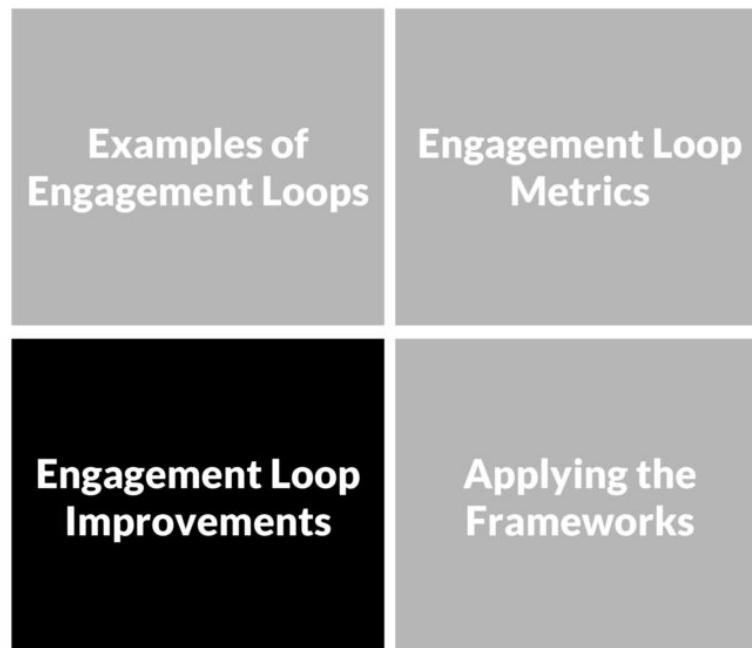 Examples of
Engagement Loops
Engagement Loop
Metrics
Engagement Loop
Improvements
Applying the
Frameworks